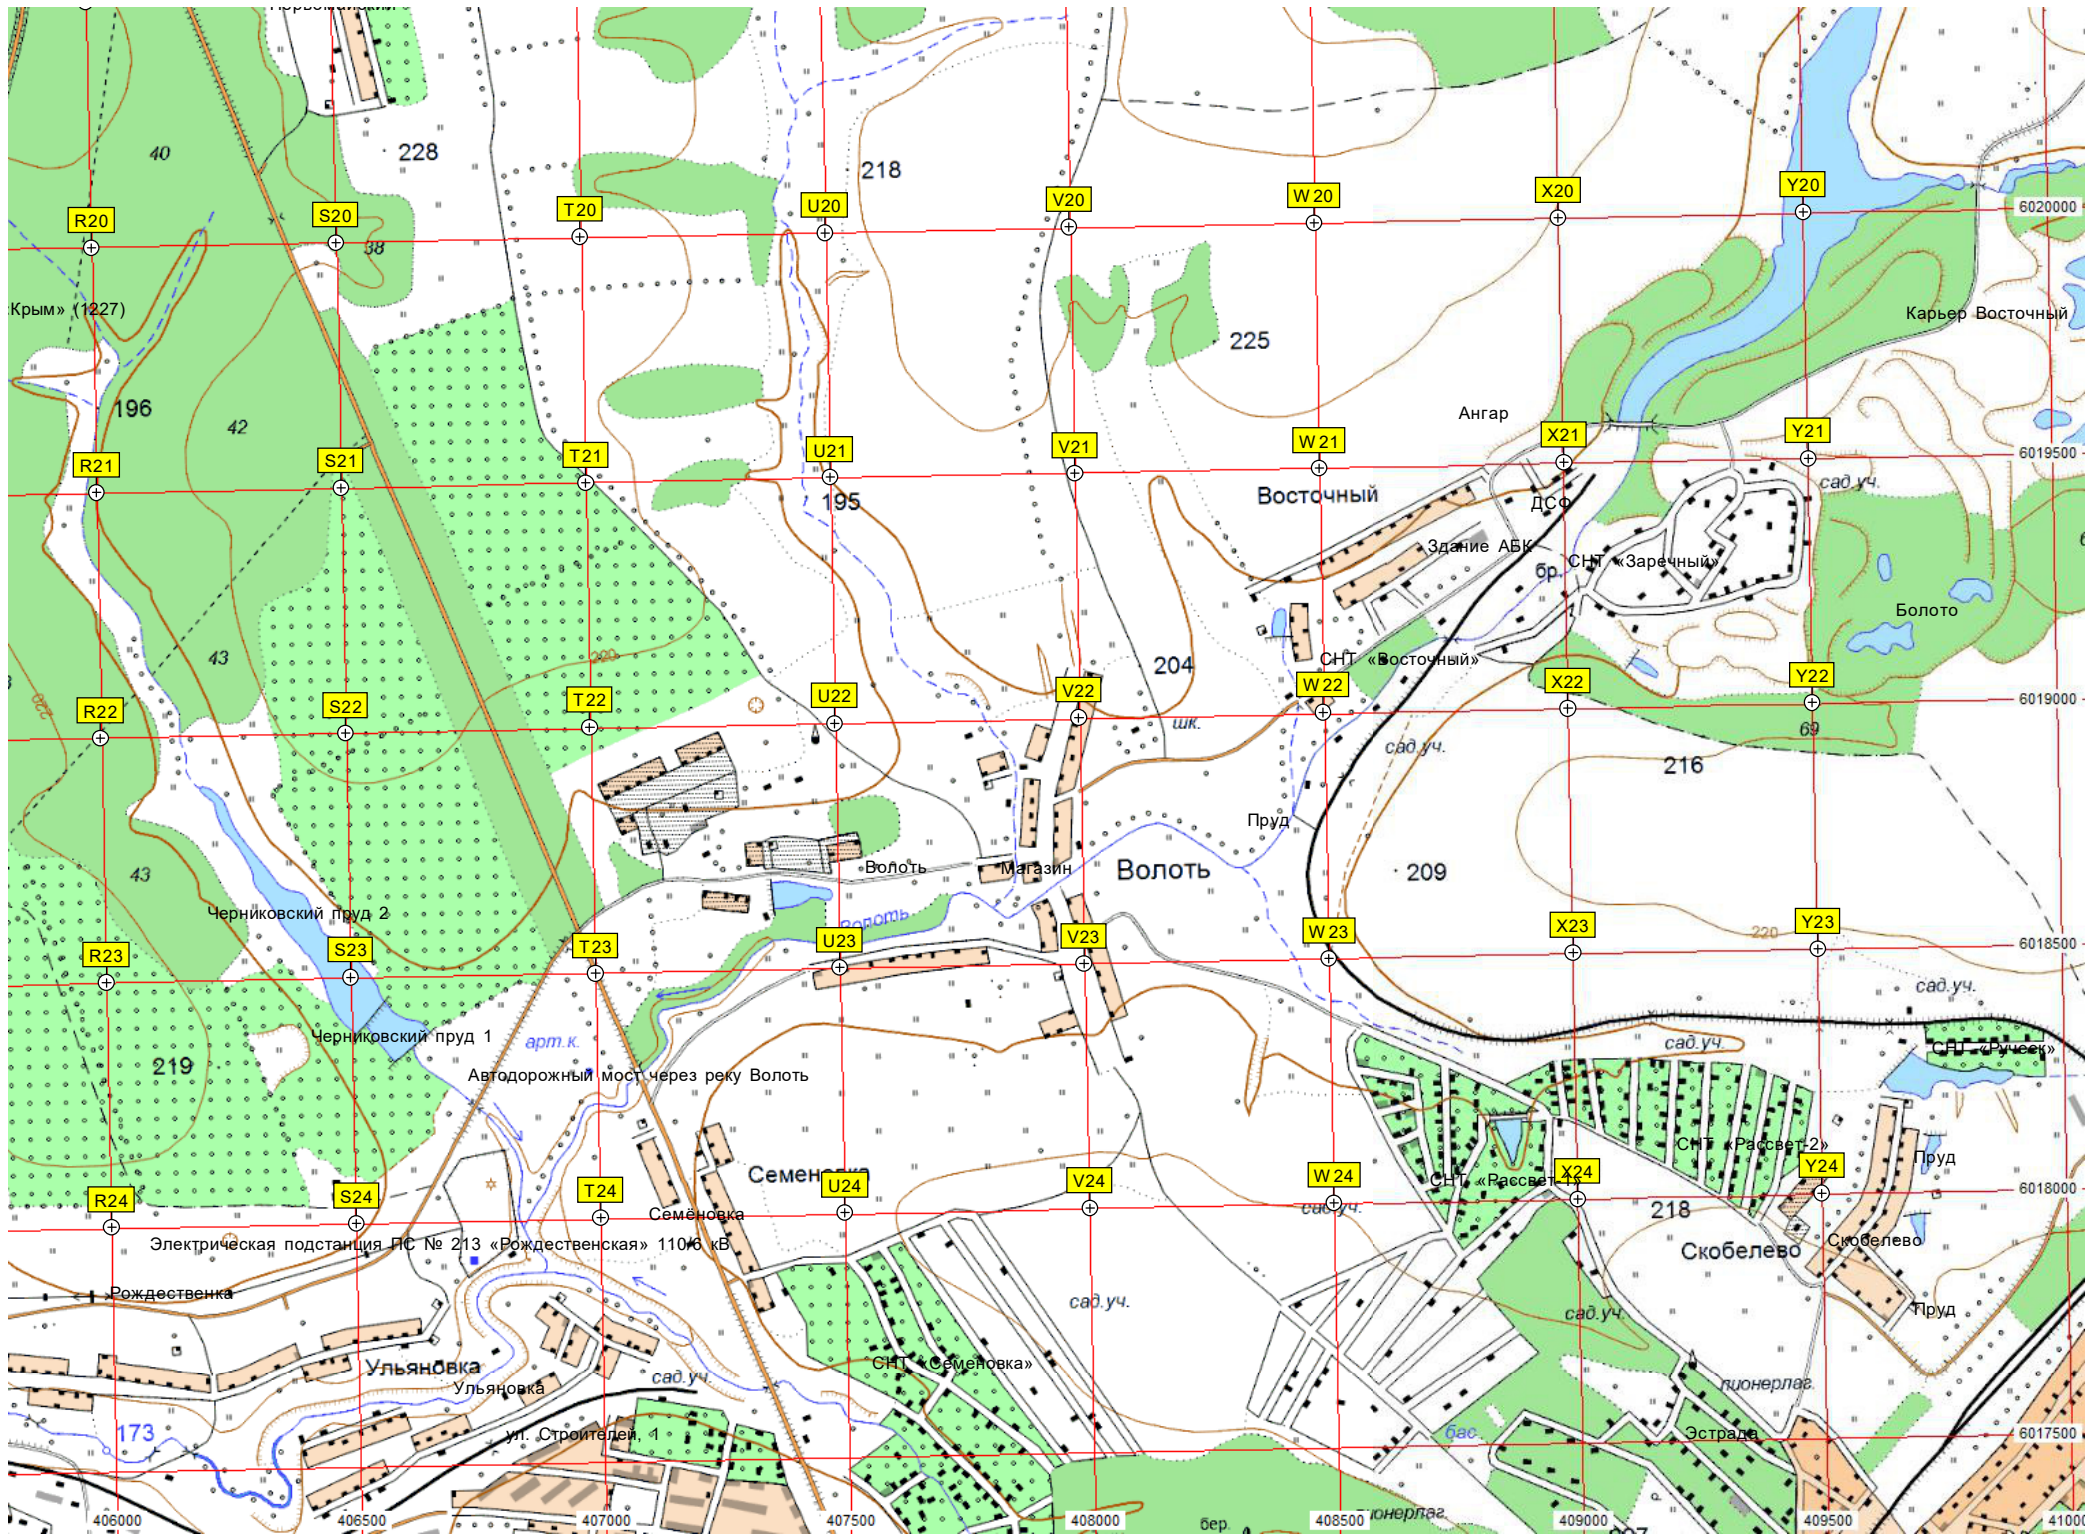 40
228
218
R20
S20
T20
U20
V20
W20
X20
Y20
6020000
38
«Крым» (1227)
Карьер Восточный
225
196
42
Ангар
R21
S21
T21
U21
V21
W21
X21
Y21
6019500
195
Восточный
ДСФ
сад.уч.
Здание АБК
бр.
СНТ «Заречный»
Болото
43
220
204
СНТ «Восточный»
220
R22
S22
T22
U22
V22
W22
X22
Y22
6019000
шк.
сад.уч.
69
216
Пруд
43
Волоть
Магазин
Волоть
209
Черниковский пруд 2
Волоть
220
R23
S23
T23
U23
V23
W23
X23
Y23
6018500
сад.уч.
Черниковский пруд 1
арт.к.
сад.уч.
СНТ «Ручеек»
219
Автодорожный мост через реку Волоть
СНТ «Рассвет-2»
Пруд
Семеновка
СНТ «Рассвет-1»
R24
S24
T24
U24
V24
W24
X24
Y24
6018000
Семёновка
сад.уч.
218
Электрическая подстанция ПС № 213 «Рождественская» 110/6 кВ
Скобелево
Скобелево
Рождественка
сад.уч.
сад.уч.
Пруд
Ульяновка
СНТ «Семеновка»
сад.уч.
Ульяновка
пионерлаг.
173
ул. Строителей, 1
бас
Эстрада
6017500
406000
406500
407000
407500
408000
408500
409000
409500
41000
бер.
пионерлаг.